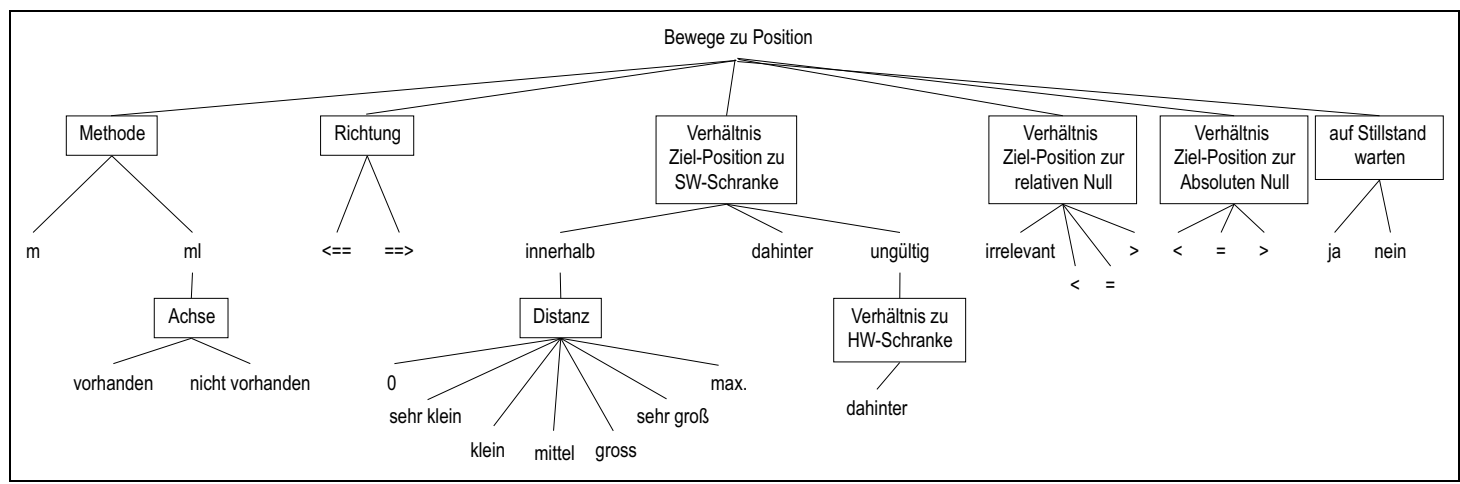 Bewege zu Position
Methode
Richtung
Verhältnis
Ziel-Position zu
SW-Schranke
Verhältnis
Ziel-Position zur
relativen Null
Verhältnis
Ziel-Position zur
Absoluten Null
auf Stillstand
warten
m
ml
<==
==>
innerhalb
dahinter
ungültig
irrelevant
<
=
>
<
=
>
ja
nein
Achse
Distanz
Verhältnis zu
HW-Schranke
vorhanden
nicht vorhanden
0
sehr klein
klein
mittel
gross
sehr groß
max.
dahinter